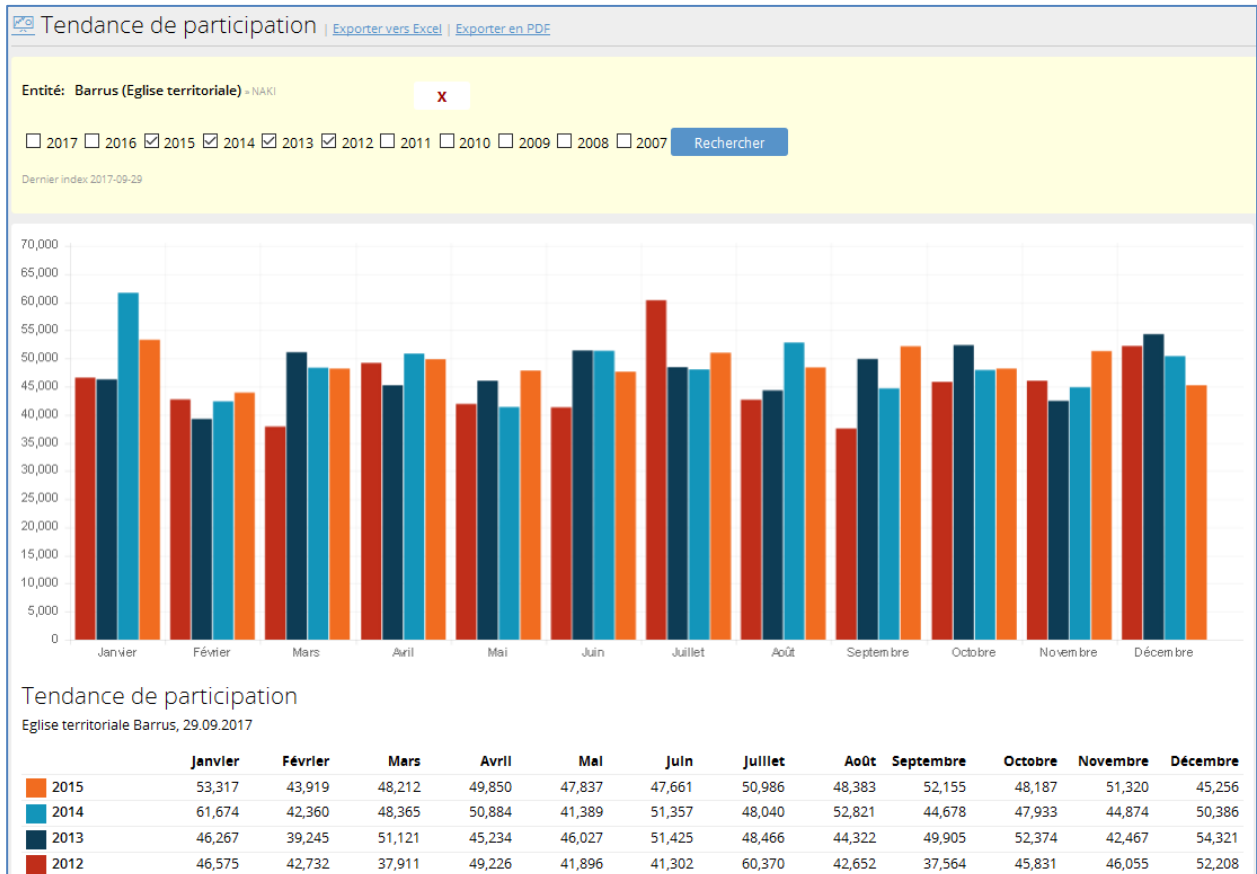 Tendance de participation | Exporter vers Excel | Exporter en PDF
Entité: Barrus (Eglise territoriale) » NAKI X
2017 2016 2015 2014 2013 2012 2011 2010 2009 2008 2007 Rechercher
Dernier index 2017-09-29
70,000
65,000
60,000
55,000
50,000
45,000
40,000
35,000
30,000
25,000
20,000
15,000
10,000
5,000
0
Janvier Février Mars Avril Mai Juin Juillet Août Septembre Octobre Novembre Décembre
Tendance de participation
Eglise territoriale Barrus, 29.09.2017
Janvier Février Mars Avril Mai Juin Juillet Août Septembre Octobre Novembre Décembre
2015 53,317 43,919 48,212 49,850 47,837 47,661 50,986 48,383 52,155 48,187 51,320 45,256
2014 61,674 42,360 48,365 50,884 41,389 51,357 48,040 52,821 44,678 47,933 44,874 50,386
2013 46,267 39,245 51,121 45,234 46,027 51,425 48,466 44,322 49,905 52,374 42,467 54,321
2012 46,575 42,732 37,911 49,226 41,896 41,302 60,370 42,652 37,564 45,831 46,055 52,208